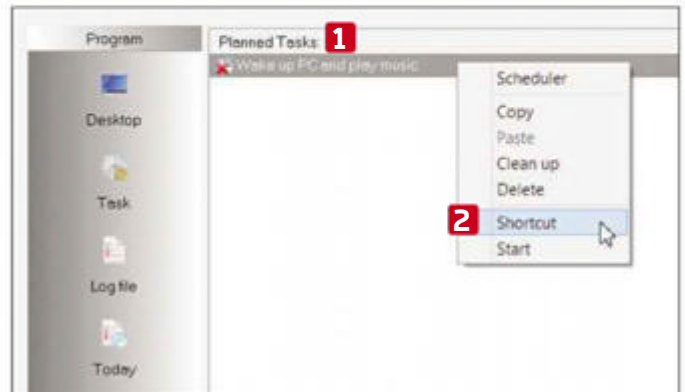 Program
Planned Tasks 1
Wake up PC and play music
Desktop
Task
Log file
Today
Scheduler
Copy
Paste
Clean up
Delete
2 Shortcut
Start